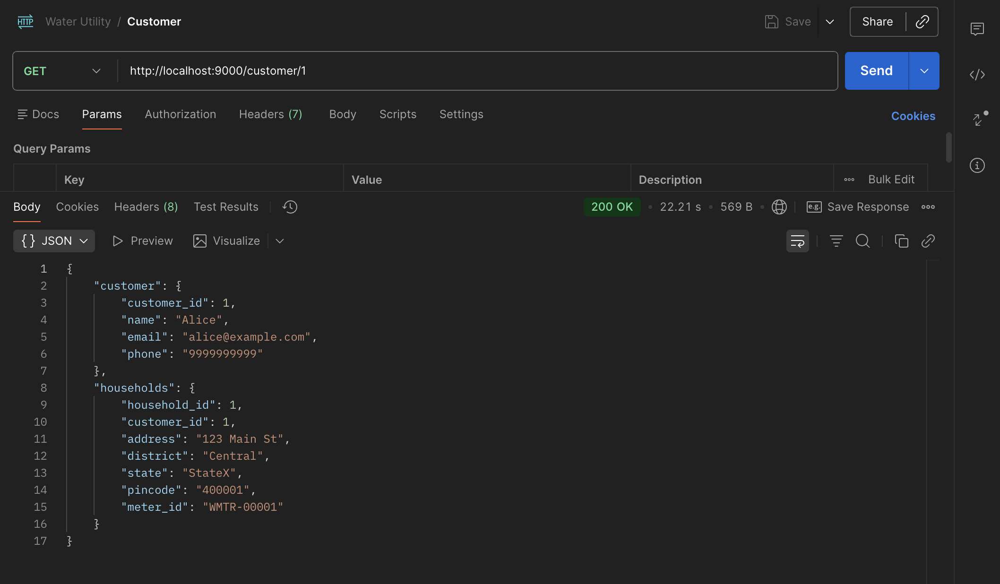 HTTP Water Utility / Customer Save Share
GET http://localhost:9000/customer/1 Send
Docs Params Authorization Headers (7) Body Scripts Settings Cookies
Query Params
Key Value Description Bulk Edit
Body Cookies Headers (8) Test Results 200 OK • 22.21 s • 569 B • e.g. Save Response
{} JSON Preview Visualize
1 {
2 "customer": {
3 "customer_id": 1,
4 "name": "Alice",
5 "email": "alice@example.com",
6 "phone": "9999999999"
7 },
8 "households": {
9 "household_id": 1,
10 "customer_id": 1,
11 "address": "123 Main St",
12 "district": "Central",
13 "state": "StateX",
14 "pincode": "400001",
15 "meter_id": "WMTR-00001"
16 }
17 }